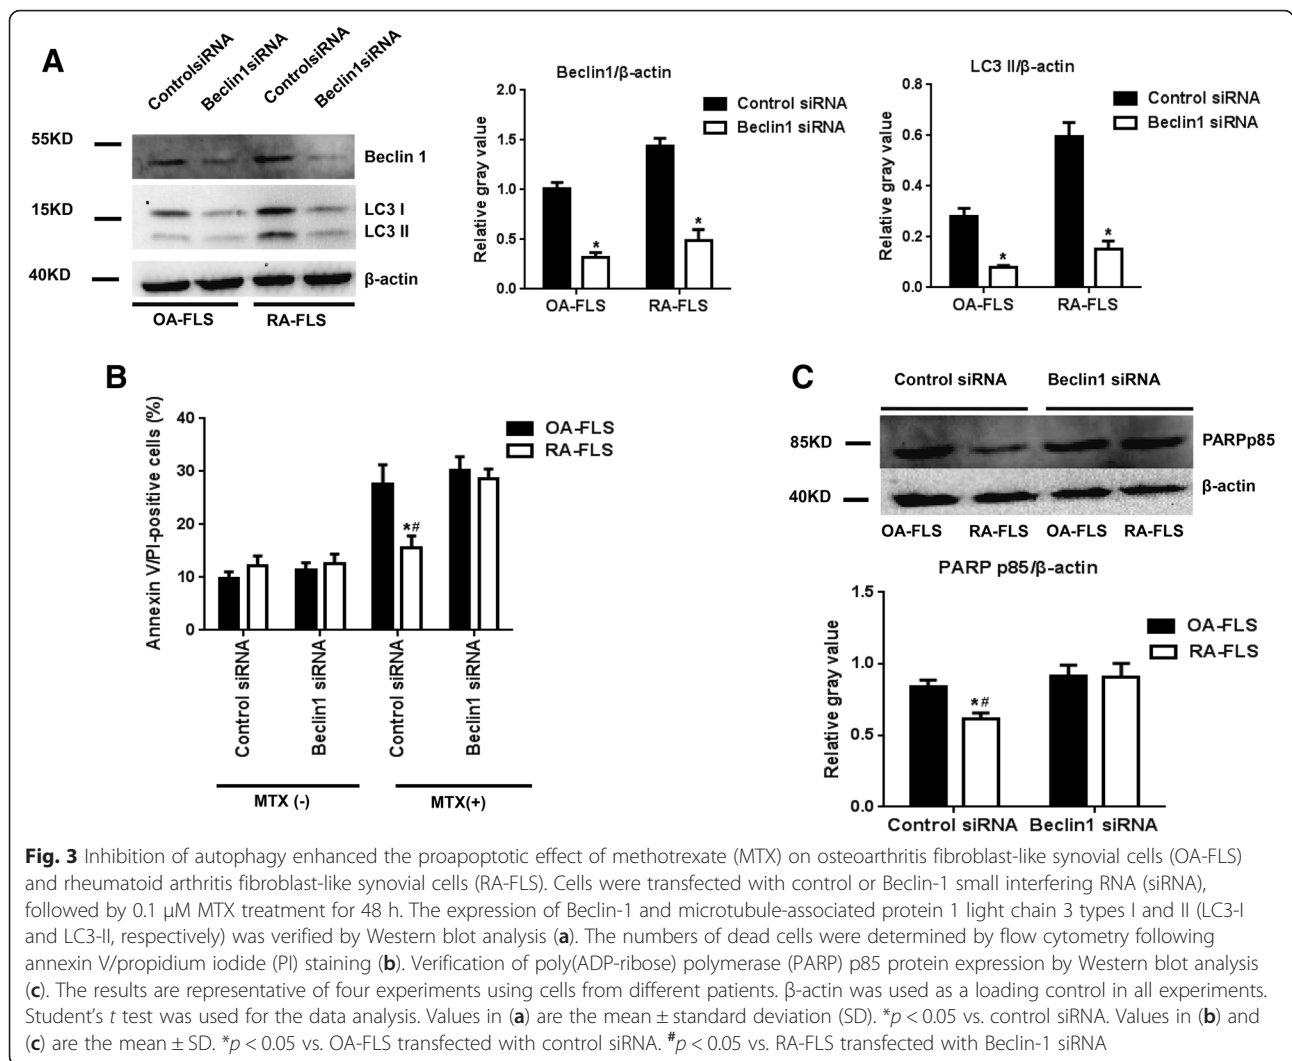 A
ControlsiRNA
Beclin1siRNA
ControlsiRNA
Beclin1siRNA
55KD
Beclin 1
15KD
LC3 I
LC3 II
40KD
β-actin
OA-FLS
RA-FLS
Beclin1/β-actin
Relative gray value
2.0
1.5
1.0
0.5
0.0
Control siRNA
Beclin1 siRNA
*
*
OA-FLS
RA-FLS
LC3 II/β-actin
Relative gray value
0.8
0.6
0.4
0.2
0.0
Control siRNA
Beclin1 siRNA
*
*
OA-FLS
RA-FLS
B
Annexin V/PI-positive cells (%)
40
30
20
10
0
OA-FLS
RA-FLS
*#
Control siRNA
Beclin1 siRNA
Control siRNA
Beclin1 siRNA
MTX (-)
MTX(+)
C
Control siRNA
Beclin1 siRNA
85KD
PARPp85
40KD
β-actin
OA-FLS
RA-FLS
OA-FLS
RA-FLS
PARP p85/β-actin
Relative gray value
1.5
1.0
0.5
0.0
OA-FLS
RA-FLS
*#
Control siRNA
Beclin1 siRNA
Fig. 3 Inhibition of autophagy enhanced the proapoptotic effect of methotrexate (MTX) on osteoarthritis fibroblast-like synovial cells (OA-FLS)
and rheumatoid arthritis fibroblast-like synovial cells (RA-FLS). Cells were transfected with control or Beclin-1 small interfering RNA (siRNA),
followed by 0.1 μM MTX treatment for 48 h. The expression of Beclin-1 and microtubule-associated protein 1 light chain 3 types I and II (LC3-I
and LC3-II, respectively) was verified by Western blot analysis (a). The numbers of dead cells were determined by flow cytometry following
annexin V/propidium iodide (PI) staining (b). Verification of poly(ADP-ribose) polymerase (PARP) p85 protein expression by Western blot analysis
(c). The results are representative of four experiments using cells from different patients. β-actin was used as a loading control in all experiments.
Student's t test was used for the data analysis. Values in (a) are the mean ± standard deviation (SD). *p < 0.05 vs. control siRNA. Values in (b) and
(c) are the mean ± SD. *p < 0.05 vs. OA-FLS transfected with control siRNA. #p < 0.05 vs. RA-FLS transfected with Beclin-1 siRNA